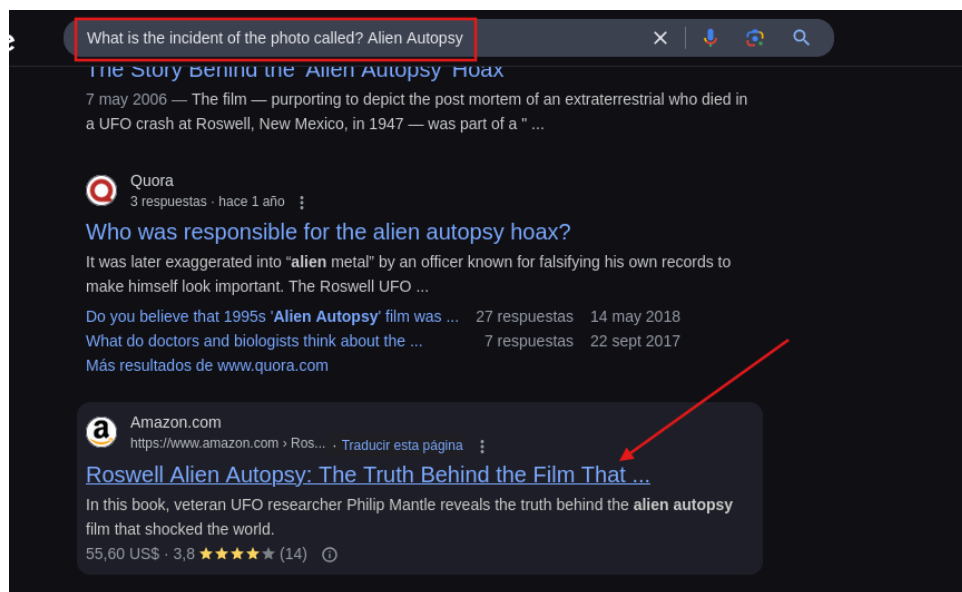 What is the incident of the photo called? Alien Autopsy
The Story Behind the 'Alien Autopsy' Hoax
7 may 2006 — The film — purporting to depict the post mortem of an extraterrestrial who died in
a UFO crash at Roswell, New Mexico, in 1947 — was part of a " ...
Quora
3 respuestas · hace 1 año
Who was responsible for the alien autopsy hoax?
It was later exaggerated into “alien metal” by an officer known for falsifying his own records to
make himself look important. The Roswell UFO ...
Do you believe that 1995s 'Alien Autopsy' film was ... 27 respuestas 14 may 2018
What do doctors and biologists think about the ... 7 respuestas 22 sept 2017
Más resultados de www.quora.com
a
Amazon.com
https://www.amazon.com › Ros... · Traducir esta página
Roswell Alien Autopsy: The Truth Behind the Film That ...
In this book, veteran UFO researcher Philip Mantle reveals the truth behind the alien autopsy
film that shocked the world.
55,60 US$ · 3,8 ★★★★★ (14)